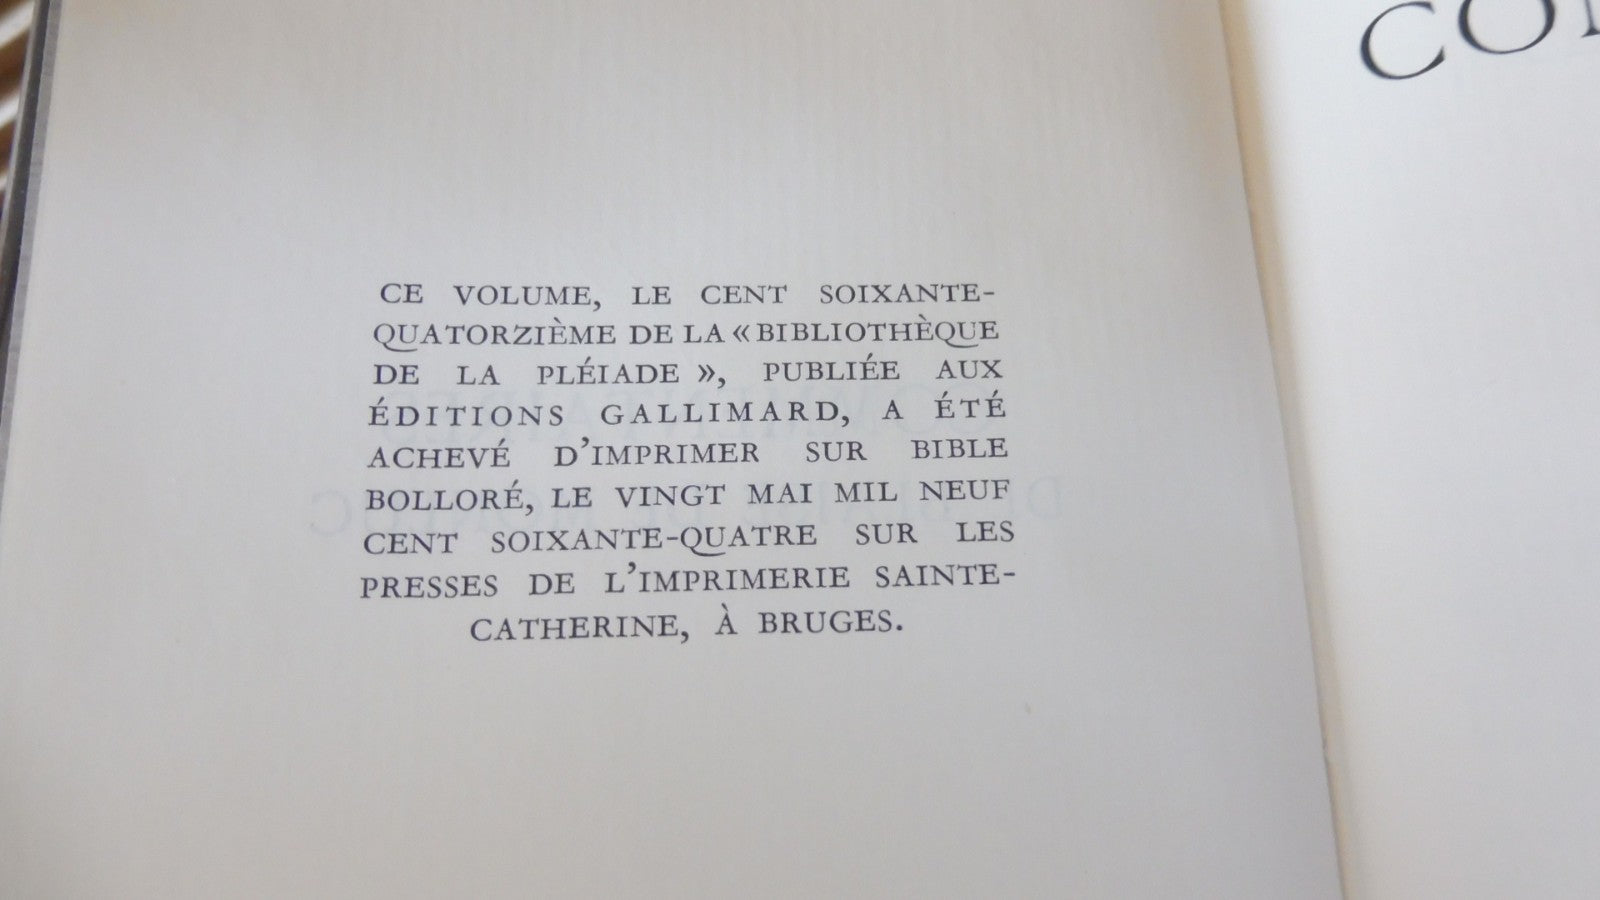 CE VOLUME, LE CENT SOIXANTE-
QUATORZIÈME DE LA « BIBLIOTHÈQUE
DE LA PLÉIADE », PUBLIÉE AUX
ÉDITIONS GALLIMARD, A ÉTÉ
ACHEVÉ D'IMPRIMER SUR BIBLE
BOLLORÉ, LE VINGT MAI MIL NEUF
CENT SOIXANTE-QUATRE SUR LES
PRESSES DE L'IMPRIMERIE SAINTE-
CATHERINE, À BRUGES.